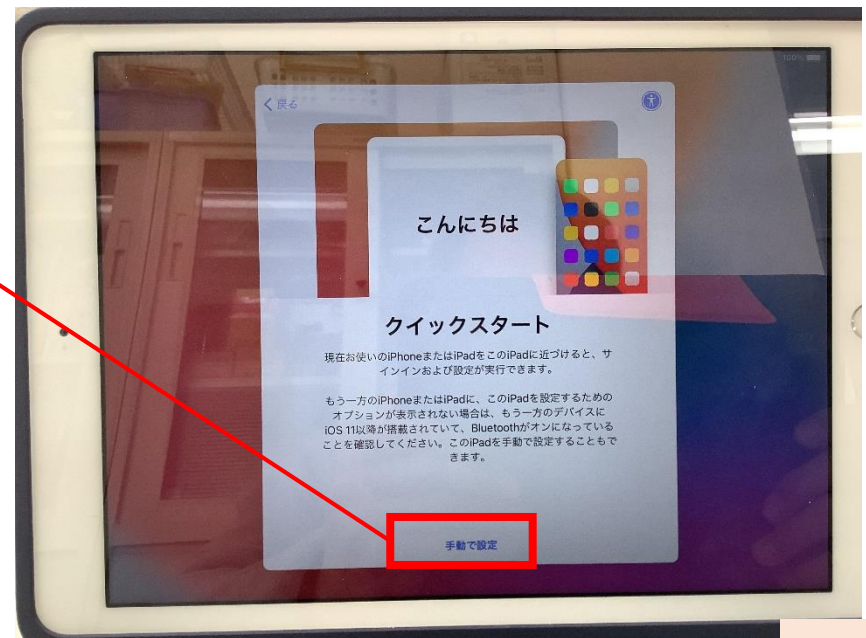 100%
戻る
こんにちは
クイックスタート
現在お使いのiPhoneまたはiPadをこのiPadに近づけると、サ
インインおよび設定が実行できます。
もう一方のiPhoneまたはiPadに、このiPadを設定するための
オプションが表示されない場合は、もう一方のデバイスに
iOS 11以降が搭載されていて、Bluetoothがオンになっている
ことを確認してください。このiPadを手動で設定することもで
きます。
手動で設定